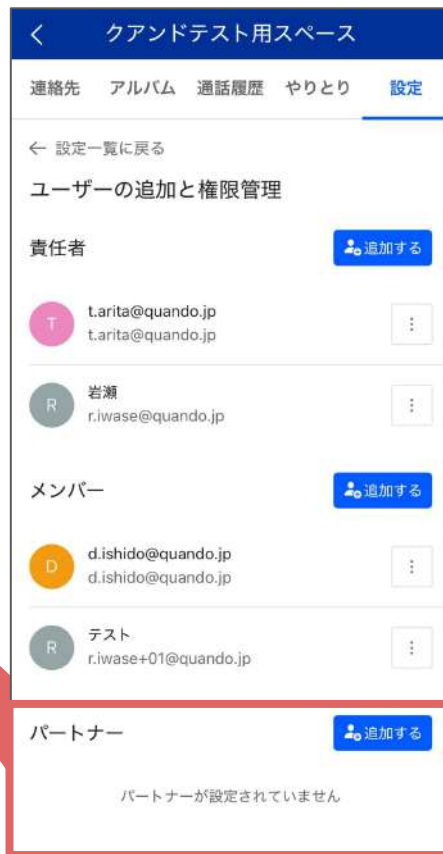 クアンドテスト用スペース
連絡先 アルバム 通話履歴 やりとり 設定
← 設定一覧に戻る
ユーザーの追加と権限管理
責任者 追加する
T t.arita@quando.jp
t.arita@quando.jp
R 岩瀬
r.iwase@quando.jp
メンバー 追加する
D d.ishido@quando.jp
d.ishido@quando.jp
R テスト
r.iwase+01@quando.jp
パートナー 追加する
パートナーが設定されていません